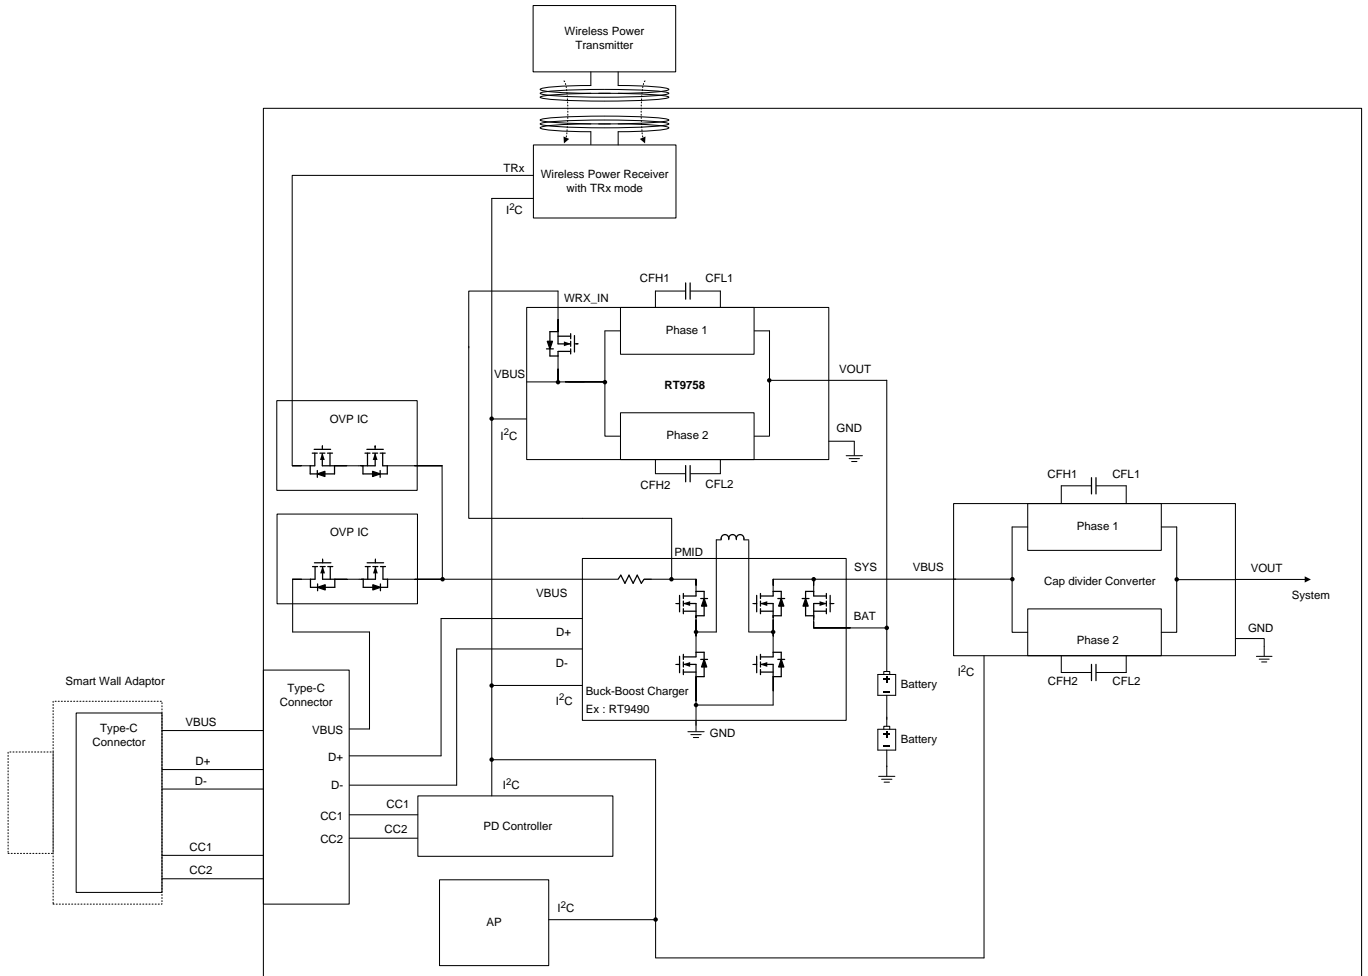 Wireless Power
Transmitter
TRx
Wireless Power Receiver
with TRx mode
I²C
CFH1
CFL1
WRX_IN
Phase 1
VBUS
RT9758
VOUT
OVP IC
Phase 2
I²C
GND
CFH2
CFL2
CFH1
CFL1
OVP IC
Phase 1
PMID
SYS
VBUS
Cap divider Converter
VOUT
VBUS
System
BAT
D+
GND
Phase 2
D-
I²C
CFH2
CFL2
I²C
Buck-Boost Charger
Ex : RT9490
Battery
GND
Battery
Smart Wall Adaptor
Type-C
Connector
VBUS
Type-C
Connector
VBUS
D+
D+
D-
D-
I²C
CC1
CC1
CC2
CC2
PD Controller
CC1
CC2
AP
I²C